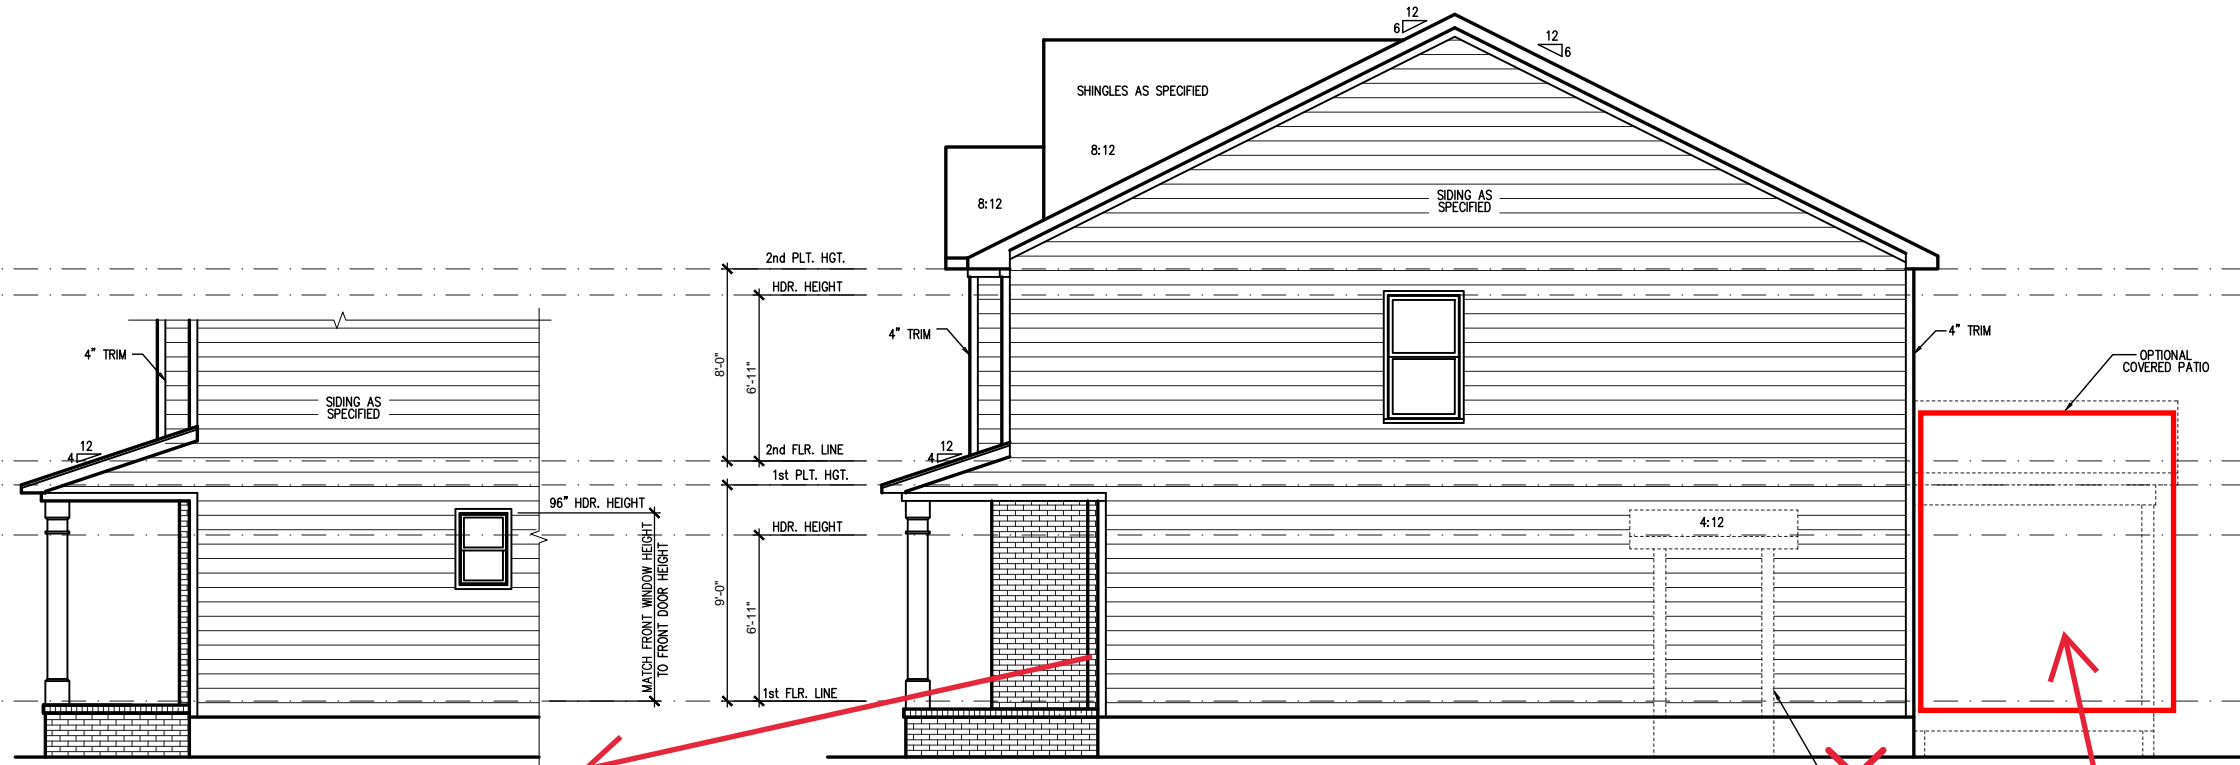 12
6
12
6
SHINGLES AS SPECIFIED
8:12
8:12
SIDING AS
SPECIFIED
2nd PLT. HGT.
HDR. HEIGHT
4" TRIM
4" TRIM
4" TRIM
OPTIONAL
COVERED PATIO
8'-0"
6'-11"
SIDING AS
SPECIFIED
12
4
2nd FLR. LINE
12
4
1st PLT. HGT.
96" HDR. HEIGHT
HDR. HEIGHT
4:12
MATCH FRONT WINDOW HEIGHT
TO FRONT DOOR HEIGHT
9'-0"
6'-11"
1st FLR. LINE